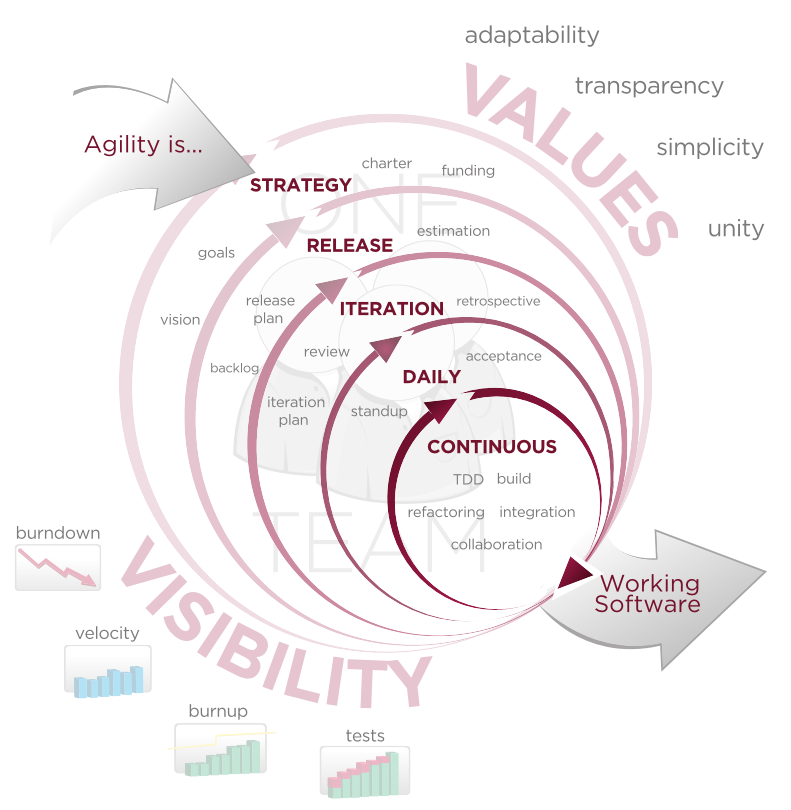 adaptability
VALUES
transparency
simplicity
unity
Agility is...
ONE
TEAM
STRATEGY
charter
funding
goals
vision
RELEASE
estimation
release
plan
backlog
ITERATION
retrospective
review
iteration
plan
DAILY
acceptance
standup
CONTINUOUS
TDD build
refactoring integration
collaboration
Working
Software
VISIBILITY
burndown
velocity
burnup
tests